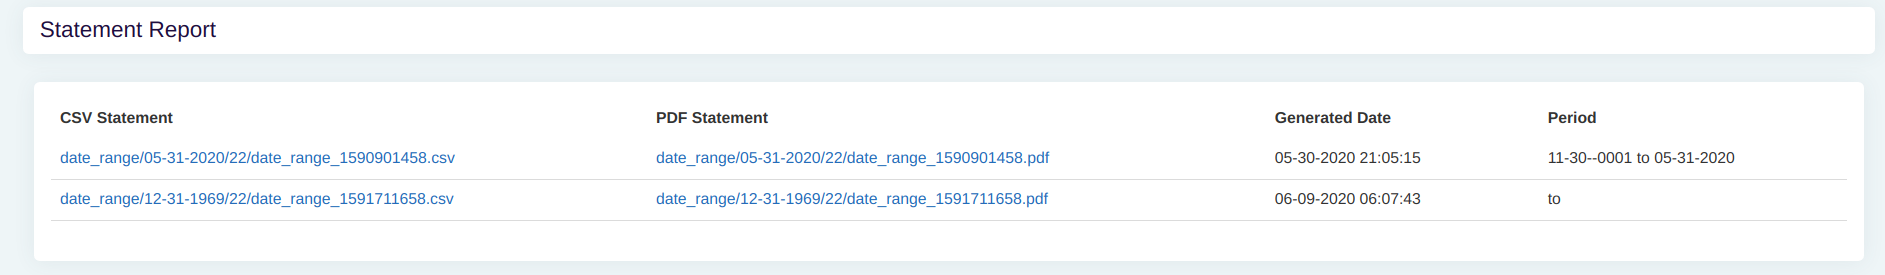 Statement Report
CSV Statement PDF Statement Generated Date Period
date_range/05-31-2020/22/date_range_1590901458.csv date_range/05-31-2020/22/date_range_1590901458.pdf 05-30-2020 21:05:15 11-30--0001 to 05-31-2020
date_range/12-31-1969/22/date_range_1591711658.csv date_range/12-31-1969/22/date_range_1591711658.pdf 06-09-2020 06:07:43 to